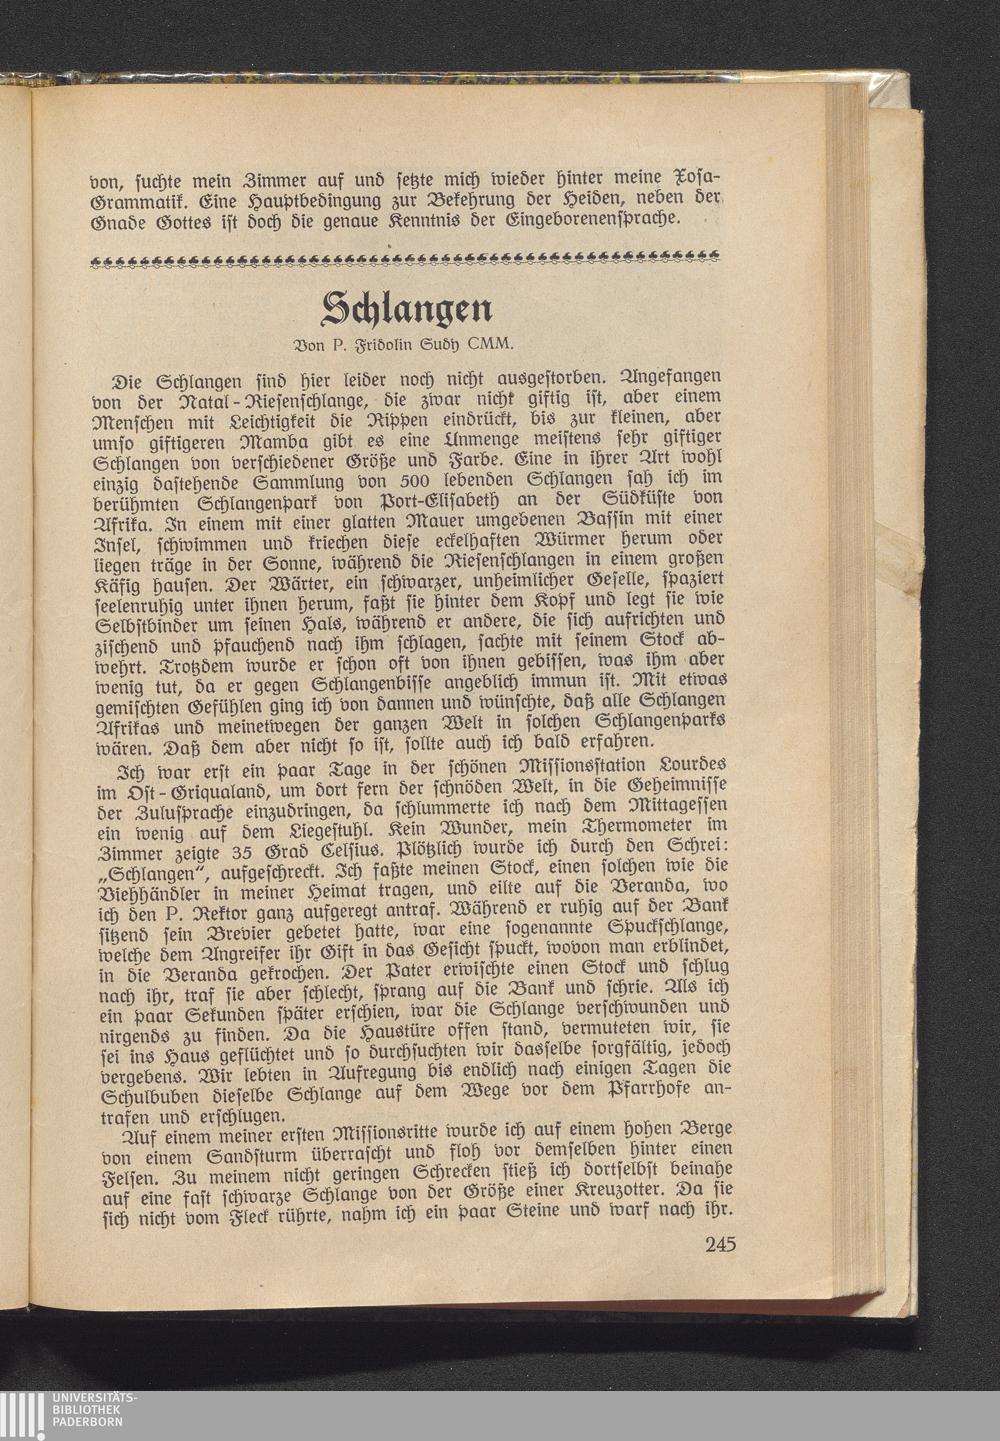 von, suchte mein Zimmer auf und setzte mich wieder hinter meine Xosa-
Grammatik. Eine Hauptbedingung zur Bekehrung der Heiden, neben der
Gnade Gottes ist doch die genaue Kenntnis der Eingeborenensprache.
Schlangen
Von P. Fridolin Sudy CMM.
Die Schlangen sind hier leider noch nicht ausgestorben. Angefangen
von der Natal-Riesenschlange, die zwar nicht giftig ist, aber einem
Menschen mit Leichtigkeit die Rippen eindrückt, bis zur kleinen, aber
umso giftigeren Mamba gibt es eine Unmenge meistens sehr giftiger
Schlangen von verschiedener Größe und Farbe. Eine in ihrer Art wohl
einzig dastehende Sammlung von 500 lebenden Schlangen sah ich im
berühmten Schlangenpark von Port-Elisabeth an der Südküste von
Afrika. In einem mit einer glatten Mauer umgebenen Bassin mit einer
Insel, schwimmen und kriechen diese eckelhaften Würmer herum oder
liegen träge in der Sonne, während die Riesenschlangen in einem großen
Käfig hausen. Der Wärter, ein schwarzer, unheimlicher Geselle, spaziert
seelenruhig unter ihnen herum, faßt sie hinter dem Kopf und legt sie wie
Selbstbinder um seinen Hals, während er andere, die sich aufrichten und
zischend und pfauchend nach ihm schlagen, sachte mit seinem Stock ab-
wehrt. Trotzdem wurde er schon oft von ihnen gebissen, was ihm aber
wenig tut, da er gegen Schlangenbisse angeblich immun ist. Mit etwas
gemischten Gefühlen ging ich von dannen und wünschte, daß alle Schlangen
Afrikas und meinetwegen der ganzen Welt in solchen Schlangenparks
wären. Daß dem aber nicht so ist, sollte auch ich bald erfahren.
Ich war erst ein paar Tage in der schönen Missionsstation Lourdes
im Ost-Griqualand, um dort fern der schnöden Welt, in die Geheimnisse
der Zulusprache einzudringen, da schlummerte ich nach dem Mittagessen
ein wenig auf dem Liegestuhl. Kein Wunder, mein Thermometer im
Zimmer zeigte 35 Grad Celsius. Plötzlich wurde ich durch den Schrei:
„Schlangen“, aufgeschreckt. Ich faßte meinen Stock, einen solchen wie die
Viehhändler in meiner Heimat tragen, und eilte auf die Veranda, wo
ich den P. Rektor ganz aufgeregt antraf. Während er ruhig auf der Bank
sitzend sein Brevier gebetet hatte, war eine sogenannte Spuckschlange,
welche dem Angreifer ihr Gift in das Gesicht spuckt, wovon man erblindet,
in die Veranda gekrochen. Der Pater erwischte einen Stock und schlug
nach ihr, traf sie aber schlecht, sprang auf die Bank und schrie. Als ich
ein paar Sekunden später erschien, war die Schlange verschwunden und
nirgends zu finden. Da die Haustüre offen stand, vermuteten wir, sie
sei ins Haus geflüchtet und so durchsuchten wir dasselbe sorgfältig, jedoch
vergebens. Wir lebten in Aufregung bis endlich nach einigen Tagen die
Schulbuben dieselbe Schlange auf dem Wege vor dem Pfarrhofe an-
trafen und erschlugen.
Auf einem meiner ersten Missionsritte wurde ich auf einem hohen Berge
von einem Sandsturm überrascht und floh vor demselben hinter einen
Felsen. Zu meinem nicht geringen Schrecken stieß ich dortselbst beinahe
auf eine fast schwarze Schlange von der Größe einer Kreuzotter. Da sie
sich nicht vom Fleck rührte, nahm ich ein paar Steine und warf nach ihr.
245
UNIVERSITÄTS-
BIBLIOTHEK
PADERBORN